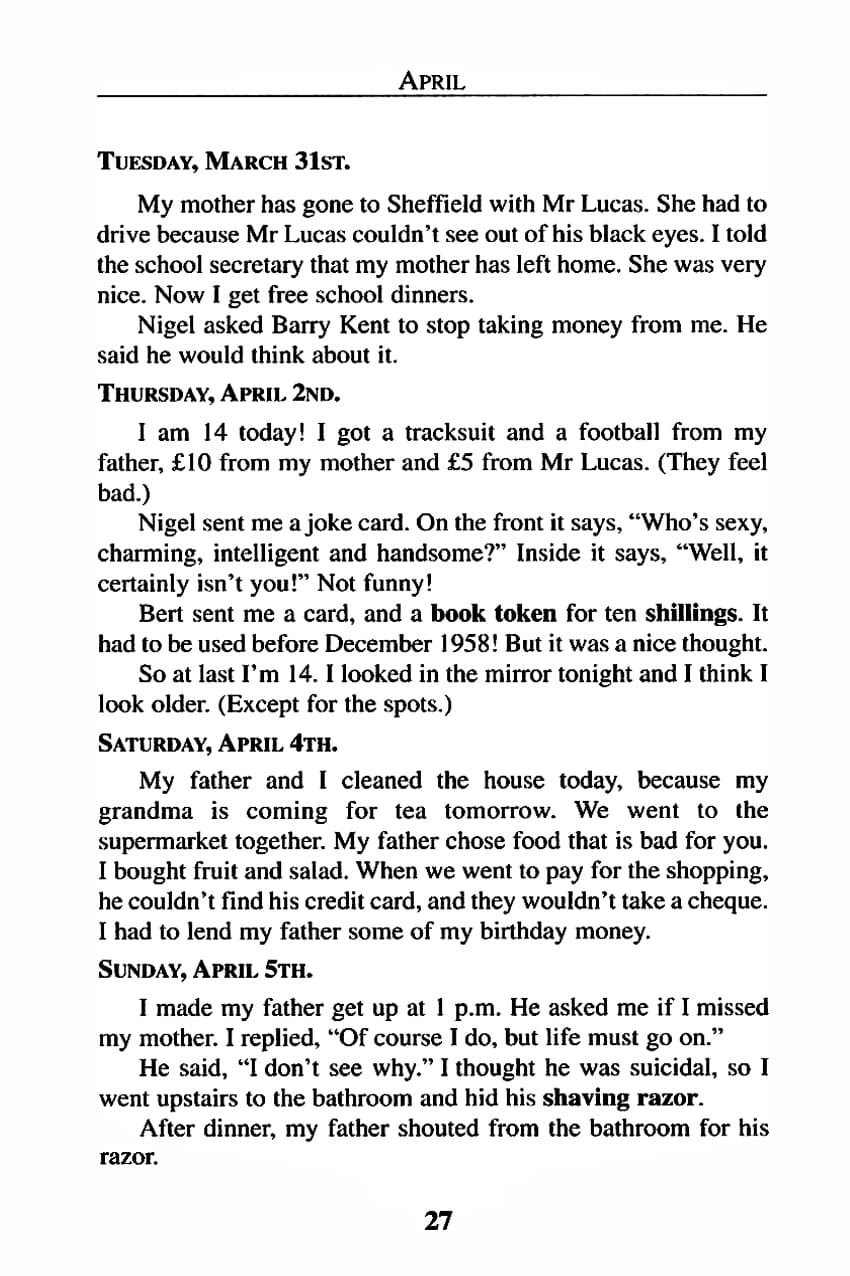 APRIL
TUESDAY, MARCH 31ST.
My mother has gone to Sheffield with Mr Lucas. She had to
drive because Mr Lucas couldn’t see out of his black eyes. I told
the school secretary that my mother has left home. She was very
nice. Now I get free school dinners.
Nigel asked Barry Kent to stop taking money from me. He
said he would think about it.
THURSDAY, APRIL 2ND.
I am 14 today! I got a tracksuit and a football from my
father, £10 from my mother and £5 from Mr Lucas. (They feel
bad.)
Nigel sent me a joke card. On the front it says, “Who’s sexy,
charming, intelligent and handsome?” Inside it says, “Well, it
certainly isn’t you!” Not funny!
Bert sent me a card, and a book token for ten shillings. It
had to be used before December 1958! But it was a nice thought.
So at last I’m 14. I looked in the mirror tonight and I think I
look older. (Except for the spots.)
SATURDAY, APRIL 4TH.
My father and I cleaned the house today, because my
grandma is coming for tea tomorrow. We went to the
supermarket together. My father chose food that is bad for you.
I bought fruit and salad. When we went to pay for the shopping,
he couldn’t find his credit card, and they wouldn’t take a cheque.
I had to lend my father some of my birthday money.
SUNDAY, APRIL 5TH.
I made my father get up at 1 p.m. He asked me if I missed
my mother. I replied, “Of course I do, but life must go on.”
He said, “I don’t see why.” I thought he was suicidal, so I
went upstairs to the bathroom and hid his shaving razor.
After dinner, my father shouted from the bathroom for his
razor.
27